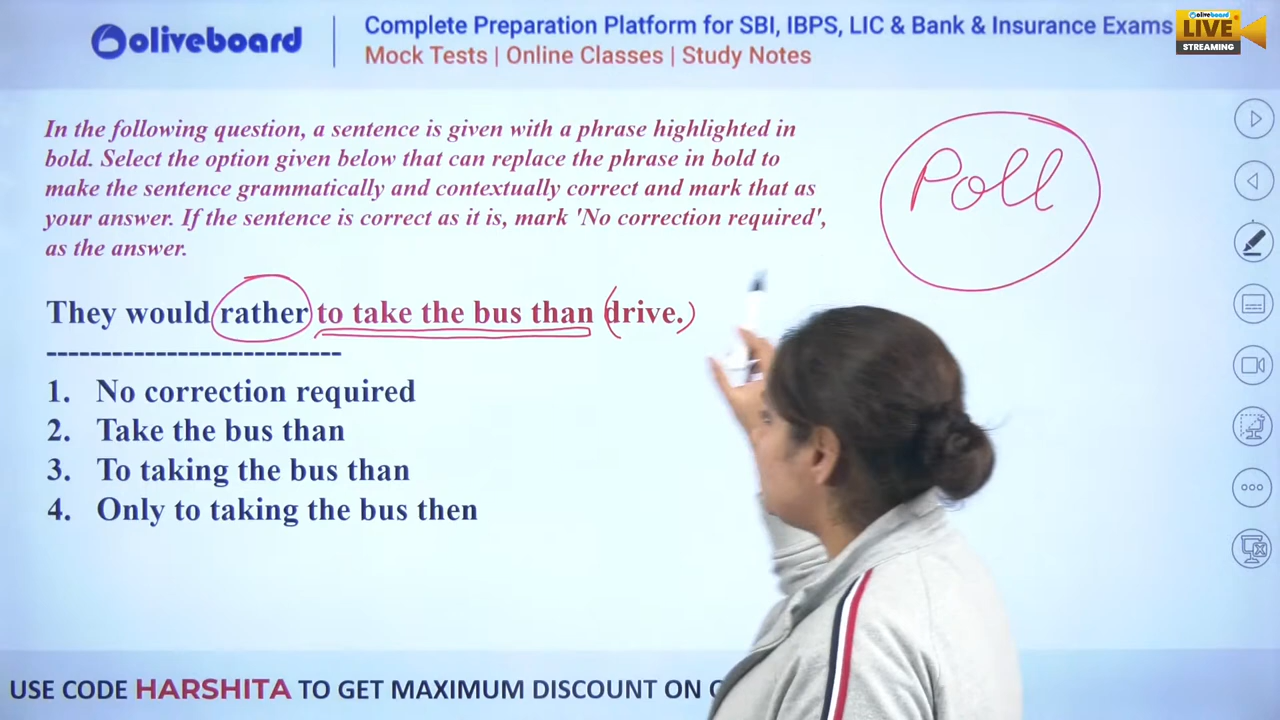 oliveboard
Complete Preparation Platform for SBI, IBPS, LIC & Bank & Insurance Exams
Mock Tests | Online Classes | Study Notes
oliveboard
LIVE
STREAMING
In the following question, a sentence is given with a phrase highlighted in
bold. Select the option given below that can replace the phrase in bold to
make the sentence grammatically and contextually correct and mark that as
your answer. If the sentence is correct as it is, mark 'No correction required',
as the answer.
Poll
They would rather to take the bus than drive.
---------------------------
1. No correction required
2. Take the bus than
3. To taking the bus than
4. Only to taking the bus then
USE CODE HARSHITA TO GET MAXIMUM DISCOUNT ON